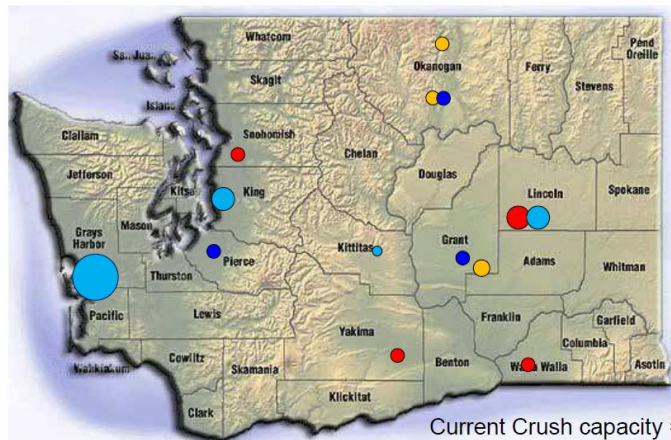 Whatcom
San Juan
Skagit
Island
Okanogan
Ferry
Stevens
Pend
Oreille
Clallam
Snohomish
Chelan
Douglas
Jefferson
Kitsap
King
Lincoln
Spokane
Mason
Grays
Harbor
Kittitas
Grant
Adams
Whitman
Pierce
Thurston
Pacific
Lewis
Franklin
Garfield
Columbia
Yakima
Benton
Walla Walla
Asotin
Wahkiakum
Cowlitz
Skamania
Klickitat
Clark
Current Crush capacity